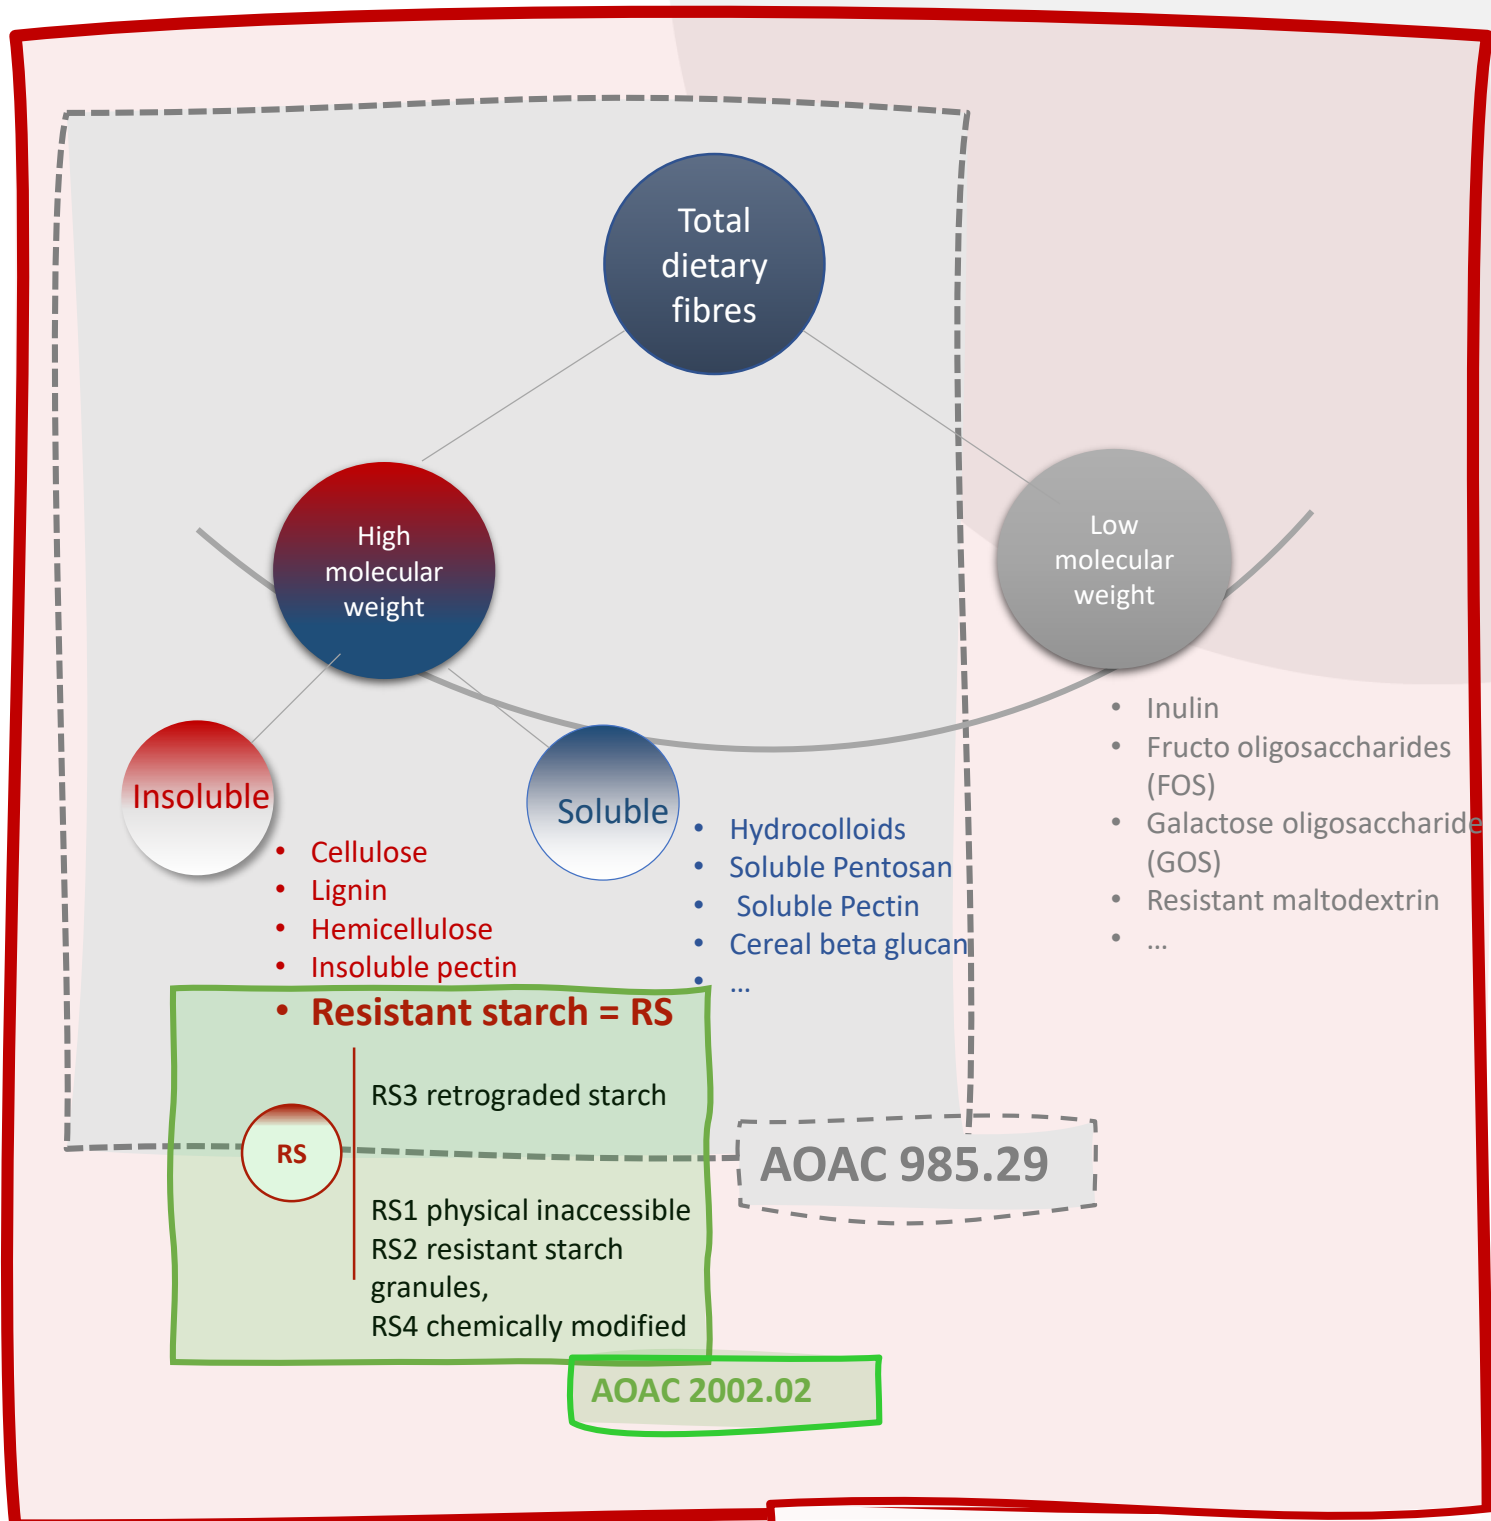 Total
dietary
fibres
High
molecular
weight
Low
molecular
weight
Insoluble
• Cellulose
• Lignin
• Hemicellulose
• Insoluble pectin
• Resistant starch = RS
Soluble
• Hydrocolloids
• Soluble Pentosan
• Soluble Pectin
• Cereal beta glucan
• ...
• Inulin
• Fructo oligosaccharides
(FOS)
• Galactose oligosaccharide
(GOS)
• Resistant maltodextrin
• ...
RS
RS3 retrograded starch
RS1 physical inaccessible
RS2 resistant starch
granules,
RS4 chemically modified
AOAC 985.29
AOAC 2002.02